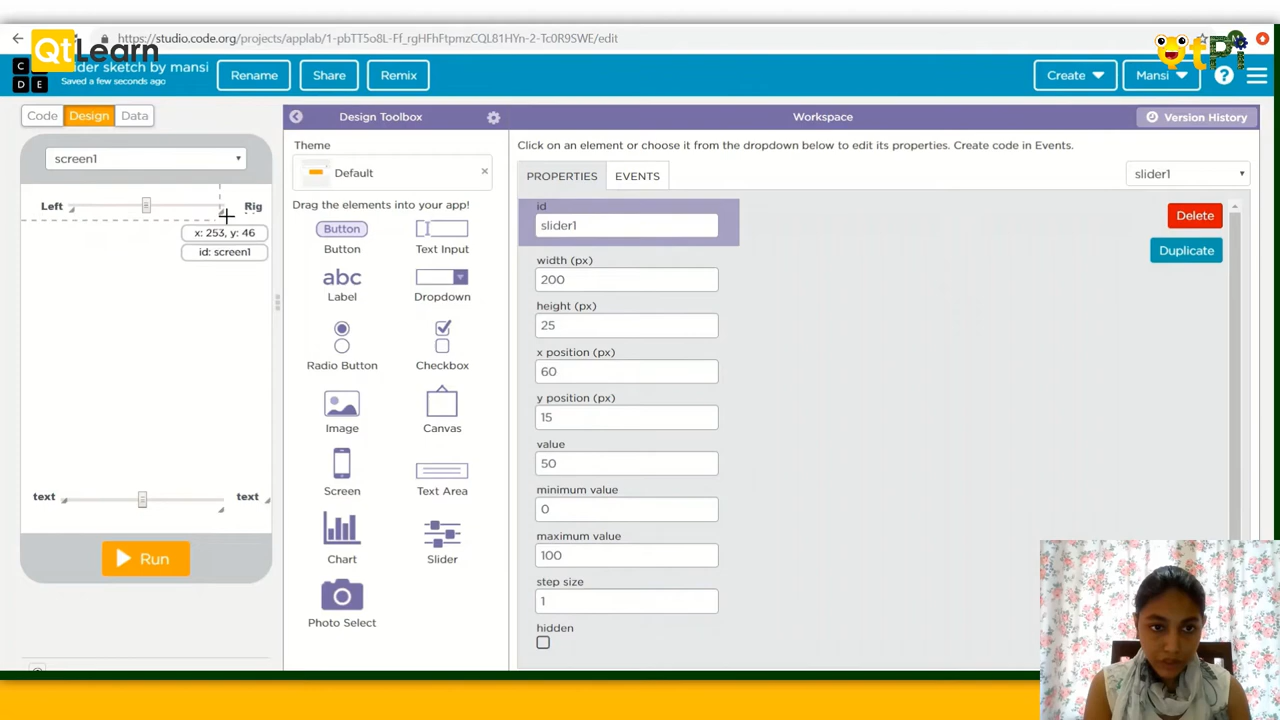 https://studio.code.org/projects/applab/1-pbTT5o8L-Ff_rgHFhFtpmzCQL81HYn-2-Tc0R9SWE/edit
QtLearn
qtPi
C
D E
der sketch by mansi
Saved a few seconds ago
Rename
Share
Remix
Create
Mansi
?
Code
Design
Data
Design Toolbox
Workspace
Version History
screen1
Left
Rig
x: 253, y: 46
id: screen1
text
text
Run
Theme
Default
Drag the elements into your app!
Button
Button
Text Input
abc
Label
Dropdown
Radio Button
Checkbox
Image
Canvas
Screen
Text Area
Chart
Slider
Photo Select
Click on an element or choose it from the dropdown below to edit its properties. Create code in Events.
PROPERTIES
EVENTS
slider1
id
slider1
Delete
Duplicate
width (px)
200
height (px)
25
x position (px)
60
y position (px)
15
value
50
minimum value
0
maximum value
100
step size
1
hidden